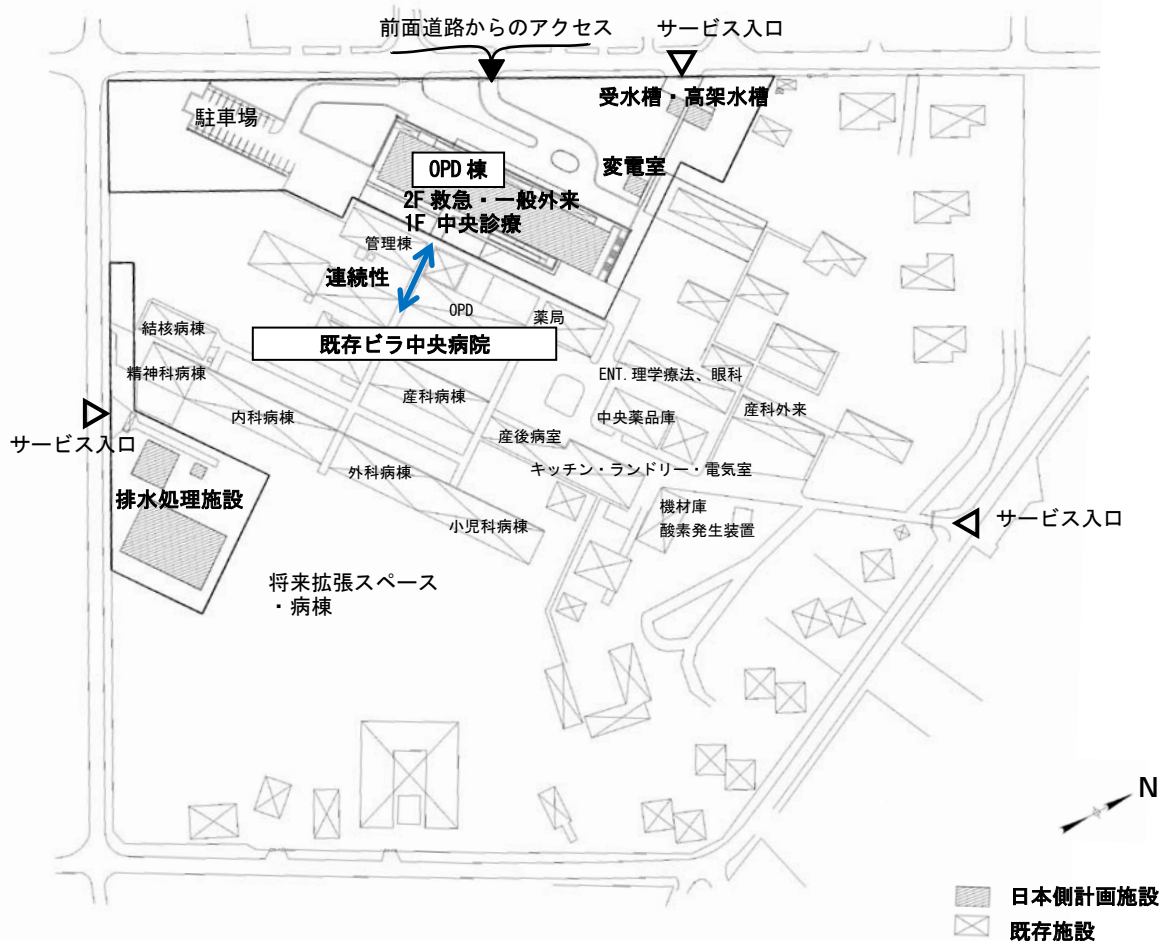 前面道路からのアクセス
サービス入口
受水槽・高架水槽
駐車場
変電室
OPD 棟
2F 救急・一般外来
1F 中央診療
管理棟
連続性
OPD
薬局
結核病棟
既存ビラ中央病院
精神科病棟
ENT. 理学療法、眼科
内科病棟
産科病棟
中央薬品庫
産科外来
サービス入口
産後病室
外科病棟
キッチン・ランドリー・電気室
排水処理施設
小児科病棟
機材庫
酸素発生装置
サービス入口
将来拡張スペース
・病棟
N
日本側計画施設
既存施設